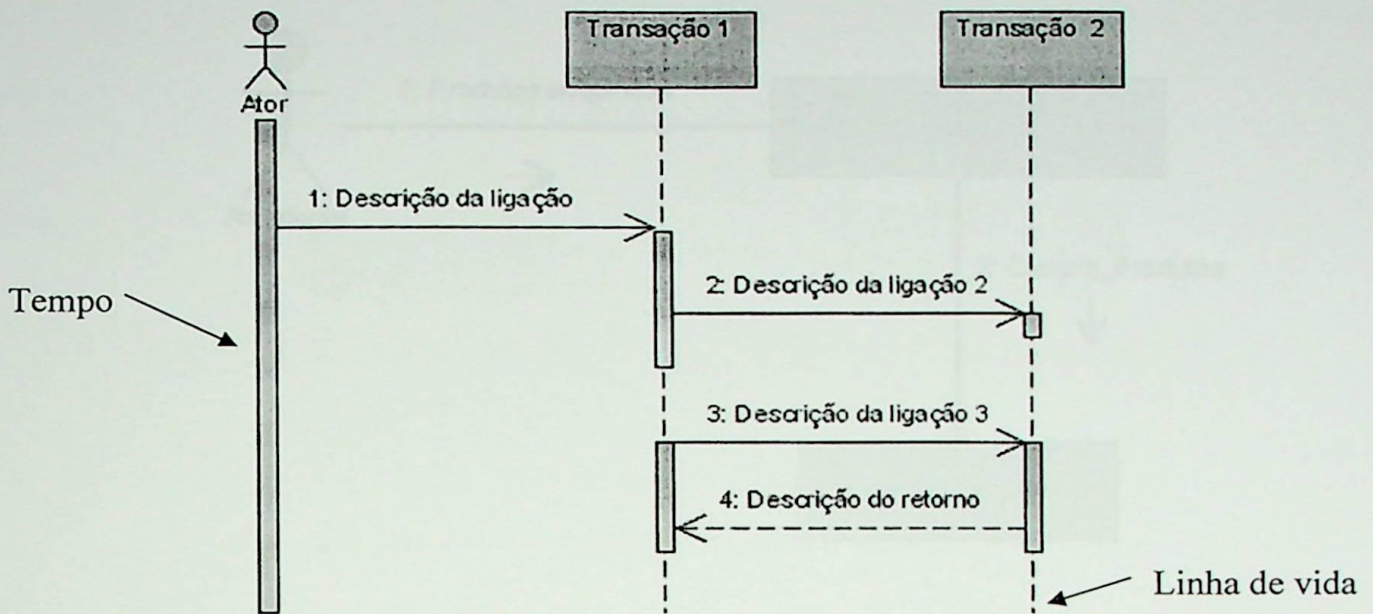 Transação 1
Transação 2
Ator
1: Descrição da ligação
2: Descrição da ligação 2
Tempo
3: Descrição da ligação 3
4: Descrição do retorno
Linha de vida